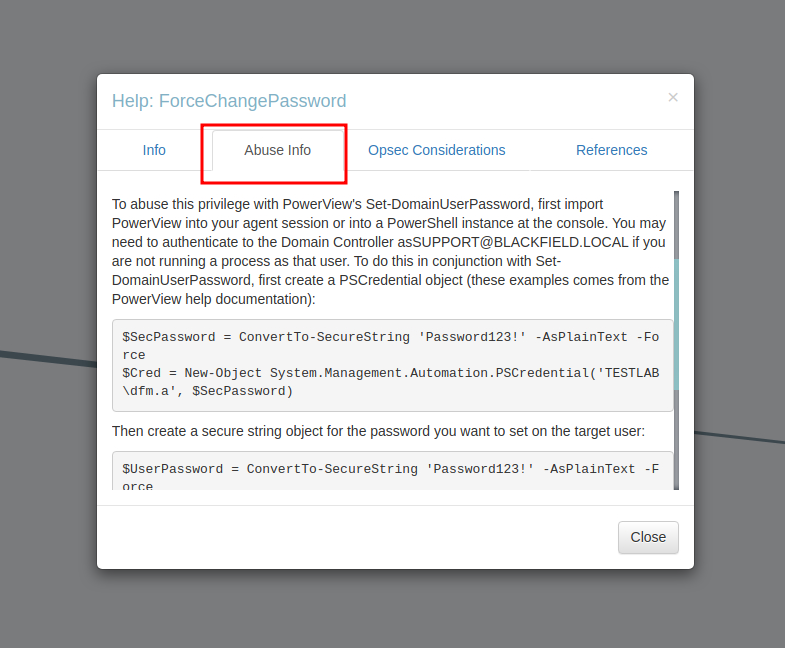 Help: ForceChangePassword
×
Info
Abuse Info
Opsec Considerations
References
To abuse this privilege with PowerView's Set-DomainUserPassword, first import
PowerView into your agent session or into a PowerShell instance at the console. You may
need to authenticate to the Domain Controller asSUPPORT@BLACKFIELD.LOCAL if you
are not running a process as that user. To do this in conjunction with Set-
DomainUserPassword, first create a PSCredential object (these examples comes from the
PowerView help documentation):
$SecPassword = ConvertTo-SecureString 'Password123!' -AsPlainText -Fo
rce
$Cred = New-Object System.Management.Automation.PSCredential('TESTLAB
\dfm.a', $SecPassword)
Then create a secure string object for the password you want to set on the target user:
$UserPassword = ConvertTo-SecureString 'Password123!' -AsPlainText -F
orce
Close